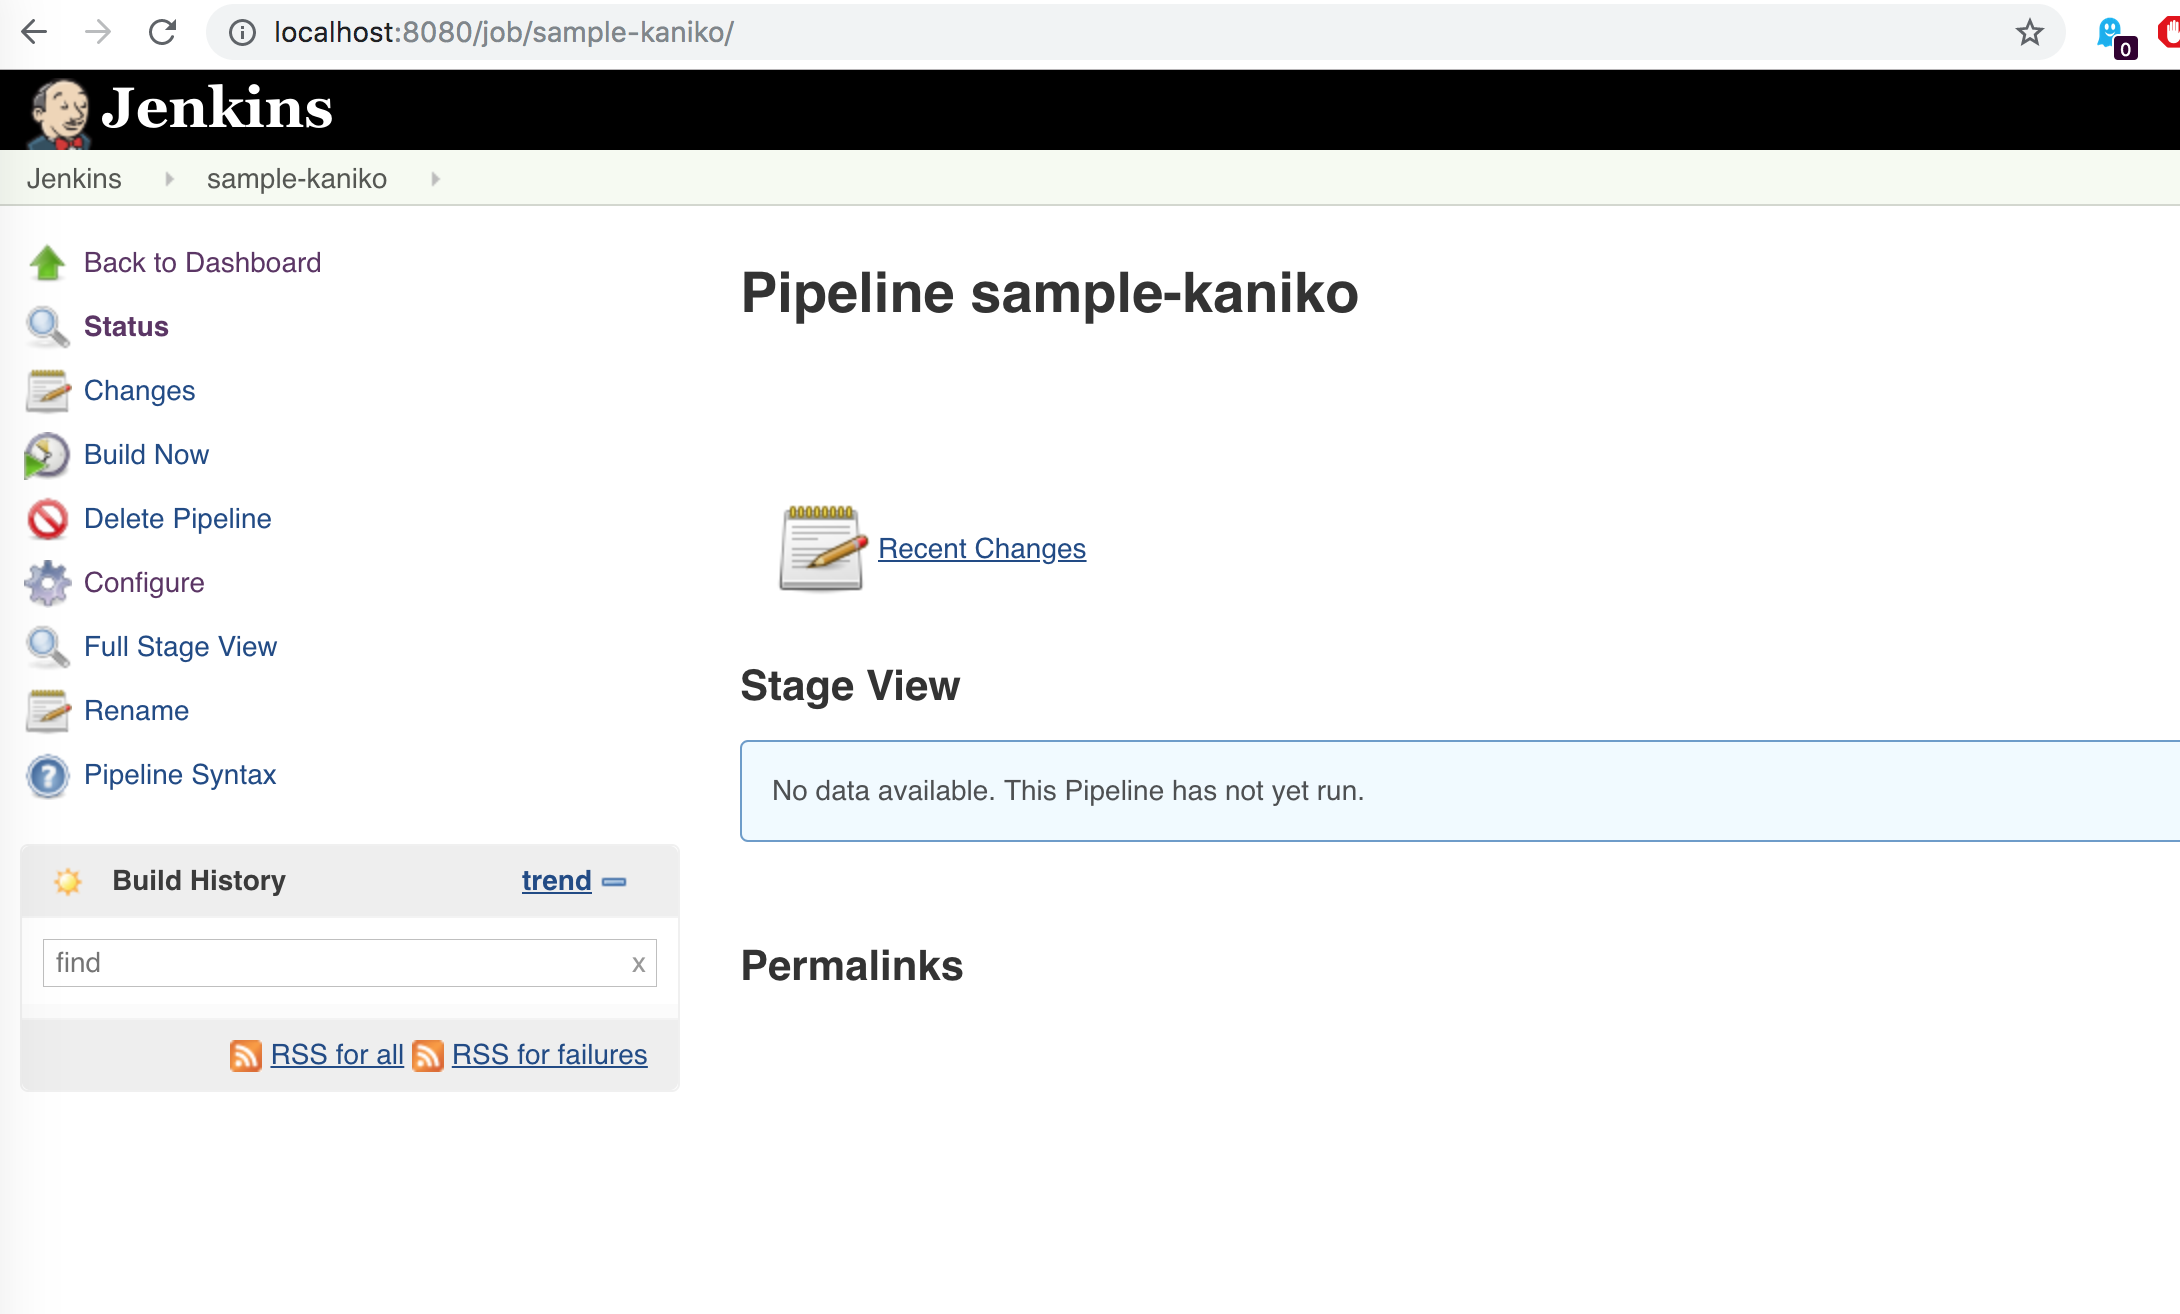 localhost:8080/job/sample-kaniko/
0
Jenkins
Jenkins sample-kaniko
Back to Dashboard
Status
Changes
Build Now
Delete Pipeline
Configure
Full Stage View
Rename
Pipeline Syntax
Build History trend
find x
RSS for all RSS for failures
Pipeline sample-kaniko
Recent Changes
Stage View
No data available. This Pipeline has not yet run.
Permalinks